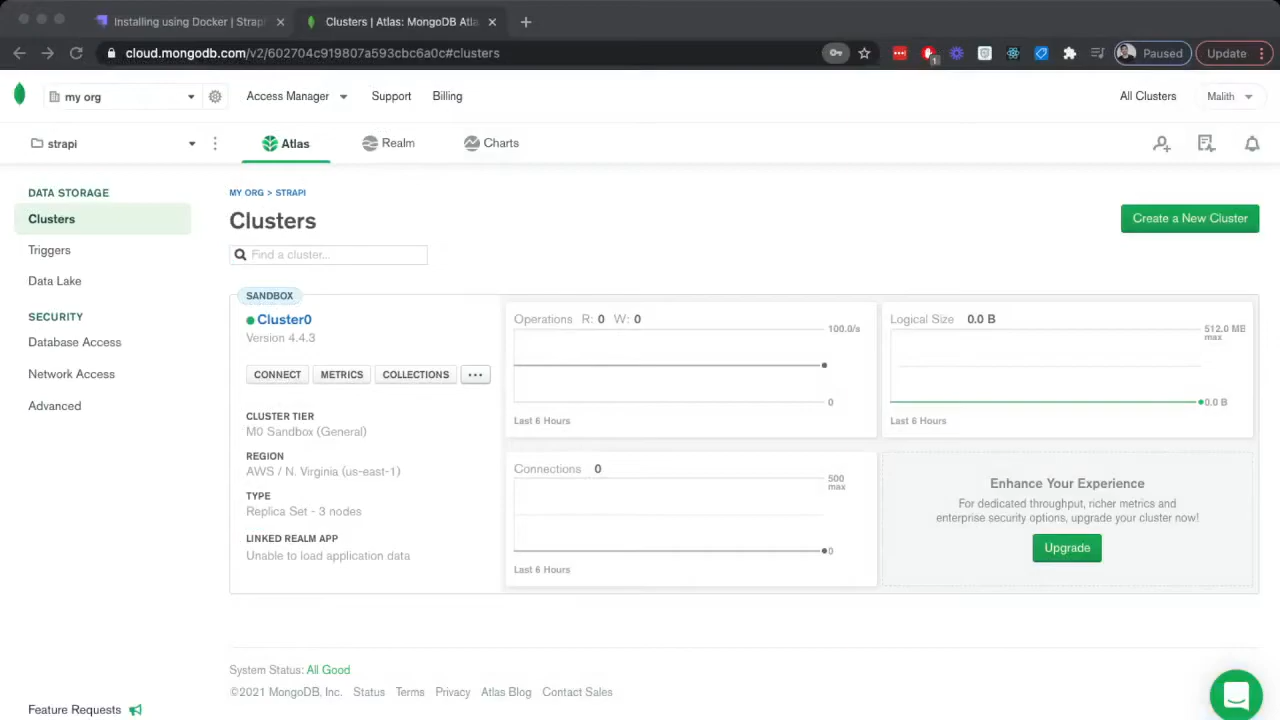 Installing using Docker | Strap
Clusters | Atlas: MongoDB Atla
cloud.mongodb.com/v2/602704c919807a593cbc6a0c#clusters
1
Paused
Update
my org
Access Manager
Support
Billing
All Clusters
Malith
strapi
Atlas
Realm
Charts
DATA STORAGE
Clusters
Triggers
Data Lake
SECURITY
Database Access
Network Access
Advanced
Feature Requests
MY ORG > STRAPI
Clusters
Create a New Cluster
Find a cluster...
SANDBOX
Cluster0
Version 4.4.3
CONNECT
METRICS
COLLECTIONS
...
CLUSTER TIER
M0 Sandbox (General)
REGION
AWS / N. Virginia (us-east-1)
TYPE
Replica Set - 3 nodes
LINKED REALM APP
Unable to load application data
Operations R: 0 W: 0
100.0/s
0
Last 6 Hours
Logical Size 0.0 B
512.0 MB
max
0.0 B
Last 6 Hours
Connections 0
500
max
0
Last 6 Hours
Enhance Your Experience
For dedicated throughput, richer metrics and
enterprise security options, upgrade your cluster now!
Upgrade
System Status: All Good
©2021 MongoDB, Inc. Status Terms Privacy Atlas Blog Contact Sales